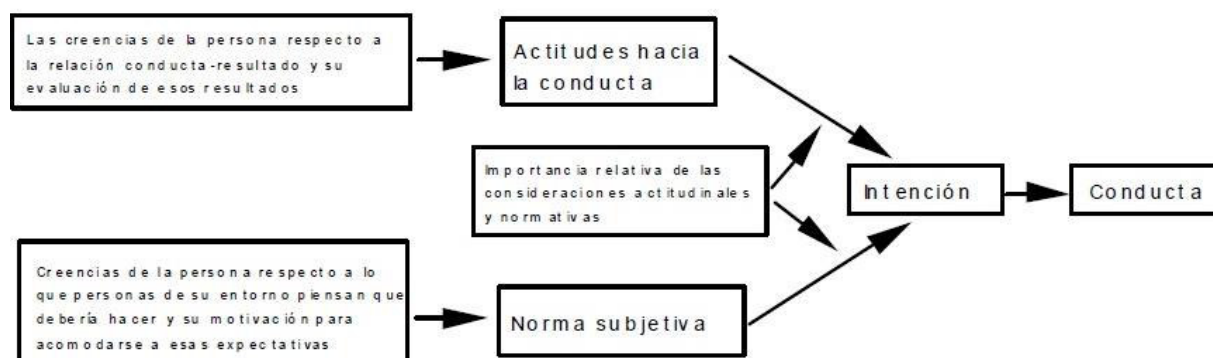 Las creencias de la persona respecto a
la relación conducta-resultado y su
evaluación de esos resultados
Actitudes hacia
la conducta
Importancia relativa de las
consideraciones actitudinales
y normativas
Intención
Conducta
Creencias de la persona respecto a lo
que personas de su entorno piensan que
debería hacer y su motivación para
acomodarse a esas expectativas
Norma subjetiva